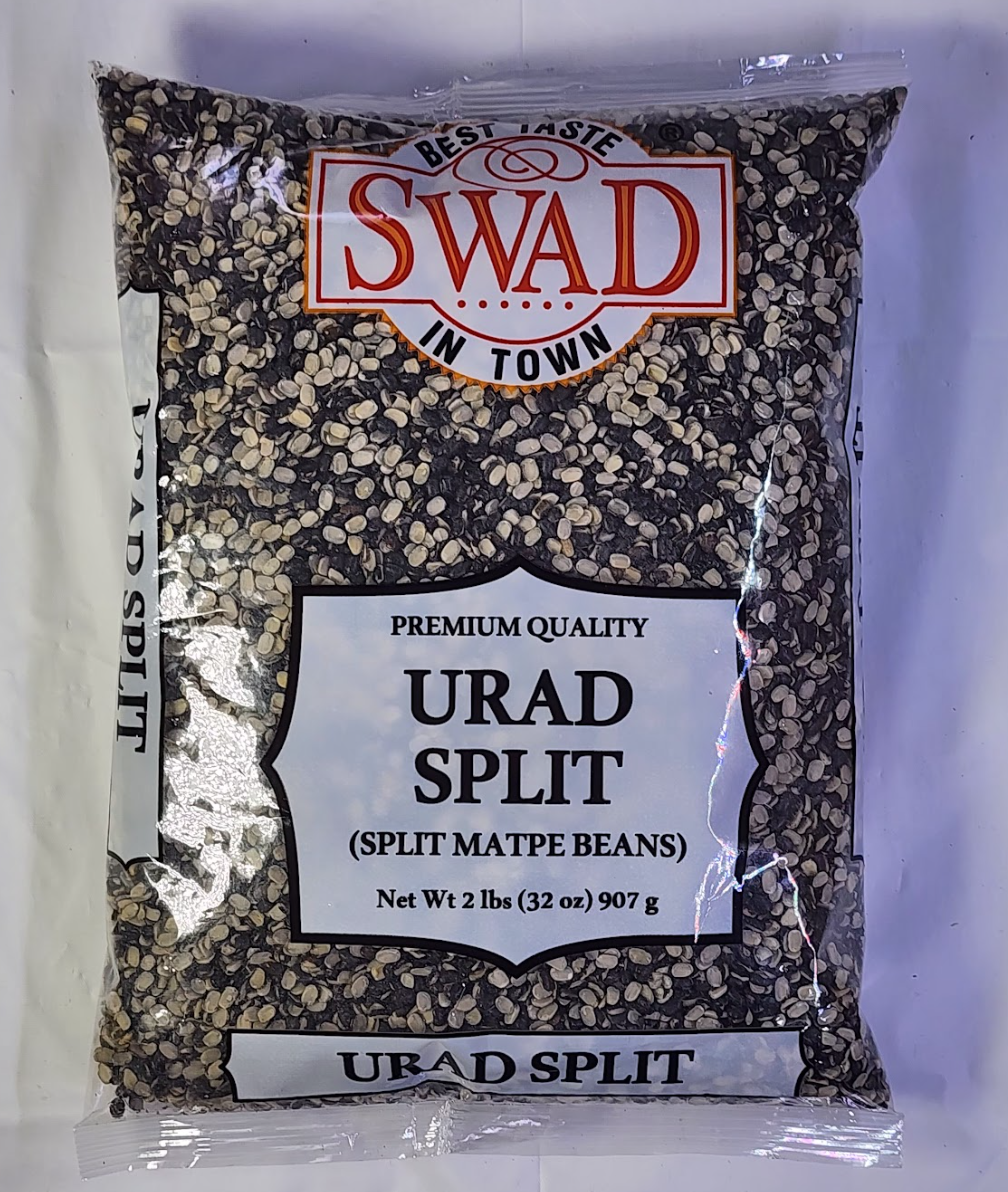 BEST TASTE
®
SWAD
IN TOWN
PREMIUM QUALITY
URAD
SPLIT
(SPLIT MATPE BEANS)
Net Wt 2 lbs (32 oz) 907 g
URAD SPLIT
URAD SPLIT